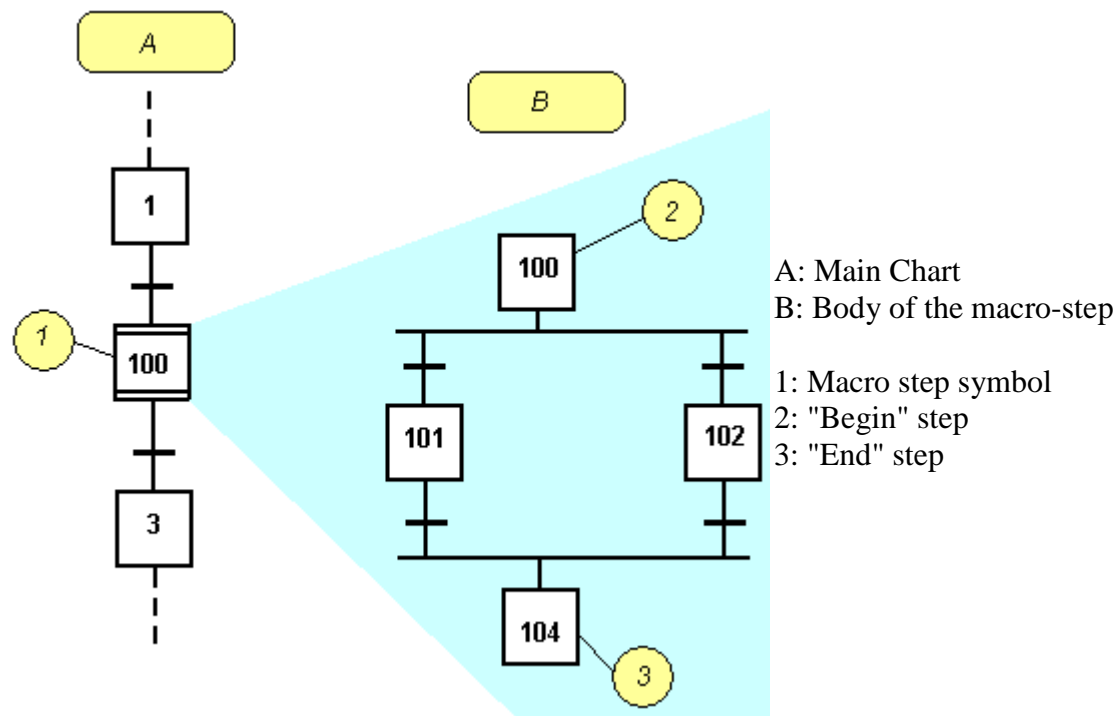 A
B
1
2
100
1
100
101
102
3
104
3
A: Main Chart
B: Body of the macro-step
1: Macro step symbol
2: "Begin" step
3: "End" step